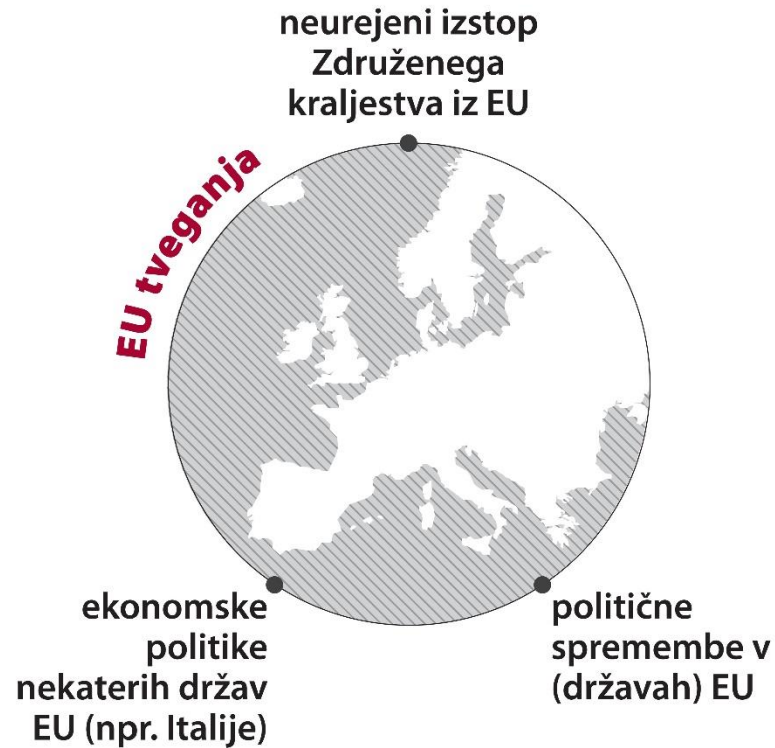 neurejeni izstop
Združenega
kraljestva iz EU
EU tveganja
ekonomske
politike
nekaterih držav
EU (npr. Italije)
politične
spremembe v
(državah) EU